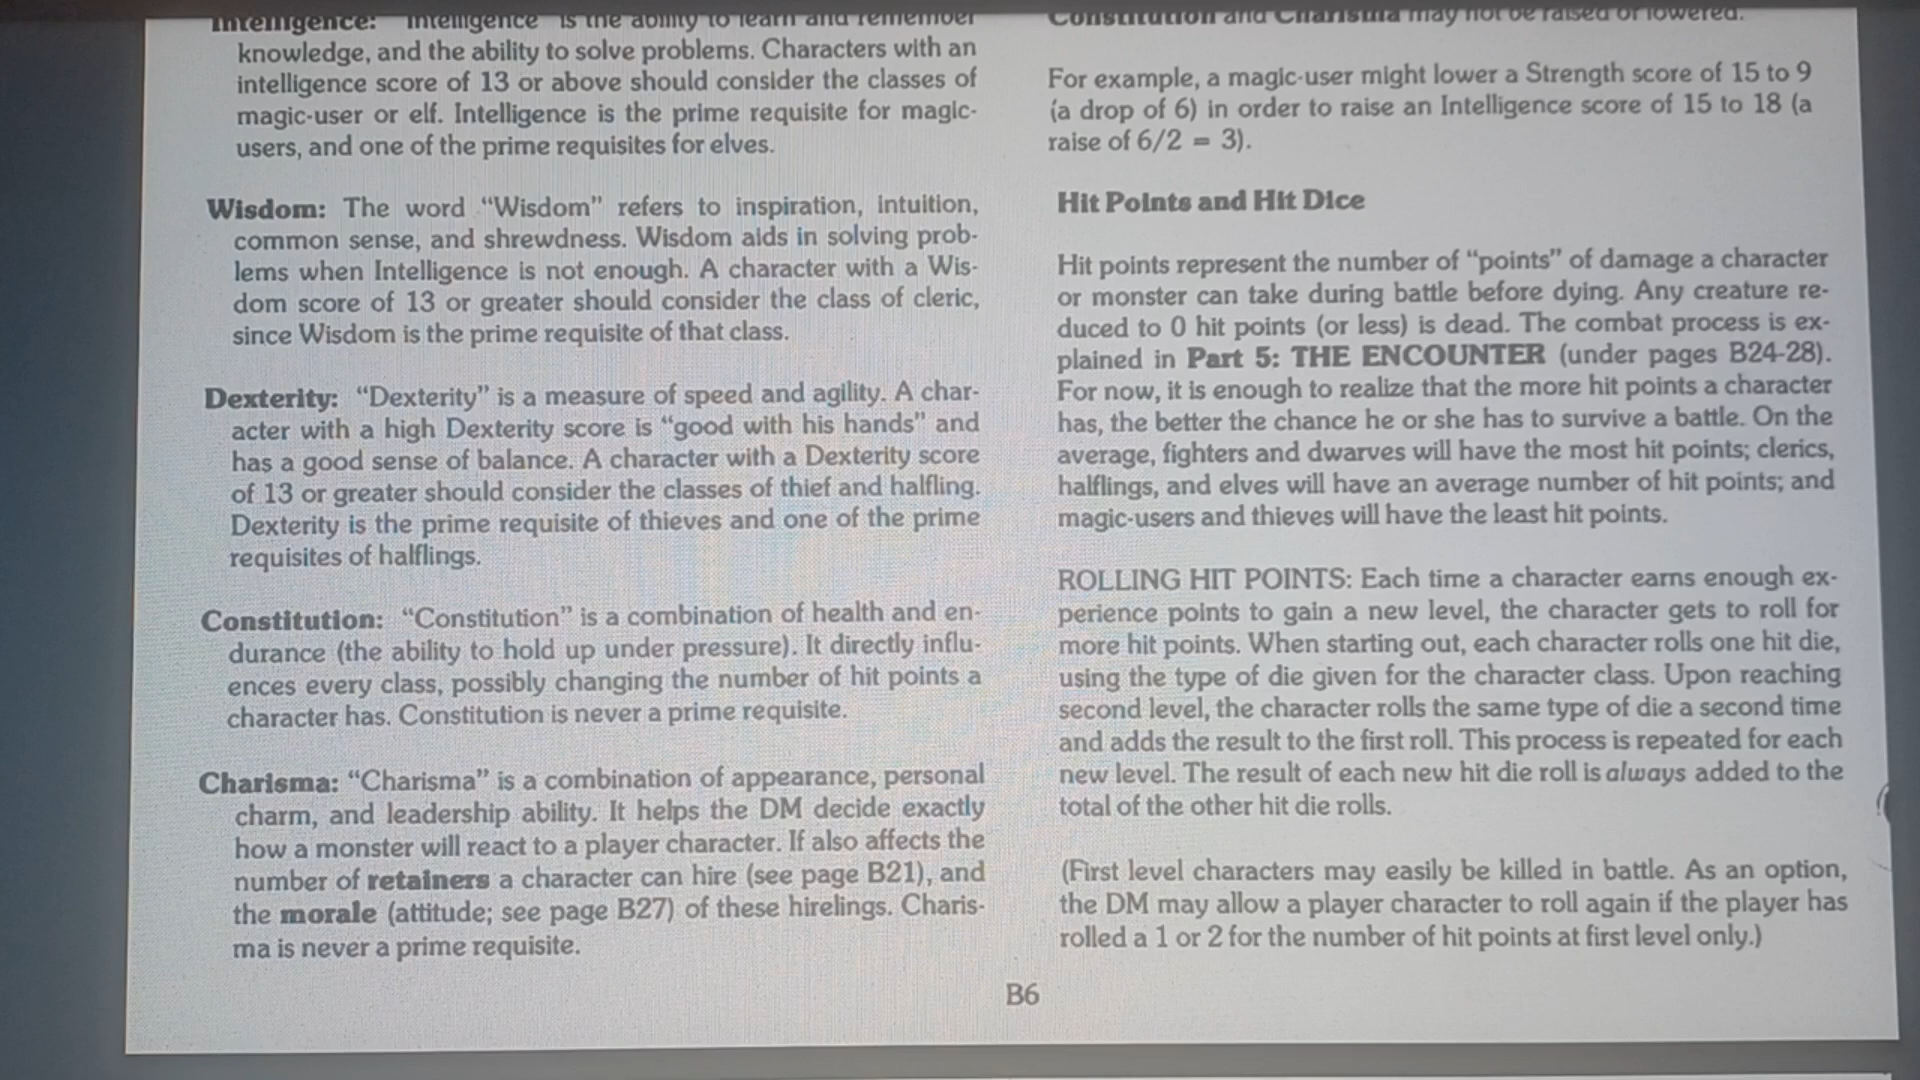 Intelligence: "Intelligence" is the ability to learn and remember
knowledge, and the ability to solve problems. Characters with an
intelligence score of 13 or above should consider the classes of
magic-user or elf. Intelligence is the prime requisite for magic-
users, and one of the prime requisites for elves.
Wisdom: The word "Wisdom" refers to inspiration, intuition,
common sense, and shrewdness. Wisdom aids in solving prob-
lems when Intelligence is not enough. A character with a Wis-
dom score of 13 or greater should consider the class of cleric,
since Wisdom is the prime requisite of that class.
Dexterity: "Dexterity" is a measure of speed and agility. A char-
acter with a high Dexterity score is "good with his hands" and
has a good sense of balance. A character with a Dexterity score
of 13 or greater should consider the classes of thief and halfling.
Dexterity is the prime requisite of thieves and one of the prime
requisites of halflings.
Constitution: "Constitution" is a combination of health and en-
durance (the ability to hold up under pressure). It directly influ-
ences every class, possibly changing the number of hit points a
character has. Constitution is never a prime requisite.
Charisma: "Charisma" is a combination of appearance, personal
charm, and leadership ability. It helps the DM decide exactly
how a monster will react to a player character. If also affects the
number of retainers a character can hire (see page B21), and
the morale (attitude; see page B27) of these hirelings. Charis-
ma is never a prime requisite.
Constitution and Charisma may not be raised or lowered.
For example, a magic-user might lower a Strength score of 15 to 9
(a drop of 6) in order to raise an Intelligence score of 15 to 18 (a
raise of 6/2 = 3).
Hit Points and Hit Dice
Hit points represent the number of "points" of damage a character
or monster can take during battle before dying. Any creature re-
duced to 0 hit points (or less) is dead. The combat process is ex-
plained in Part 5: THE ENCOUNTER (under pages B24-28).
For now, it is enough to realize that the more hit points a character
has, the better the chance he or she has to survive a battle. On the
average, fighters and dwarves will have the most hit points; clerics,
halflings, and elves will have an average number of hit points; and
magic-users and thieves will have the least hit points.
ROLLING HIT POINTS: Each time a character earns enough ex-
perience points to gain a new level, the character gets to roll for
more hit points. When starting out, each character rolls one hit die,
using the type of die given for the character class. Upon reaching
second level, the character rolls the same type of die a second time
and adds the result to the first roll. This process is repeated for each
new level. The result of each new hit die roll is always added to the
total of the other hit die rolls.
(First level characters may easily be killed in battle. As an option,
the DM may allow a player character to roll again if the player has
rolled a 1 or 2 for the number of hit points at first level only.)
B6